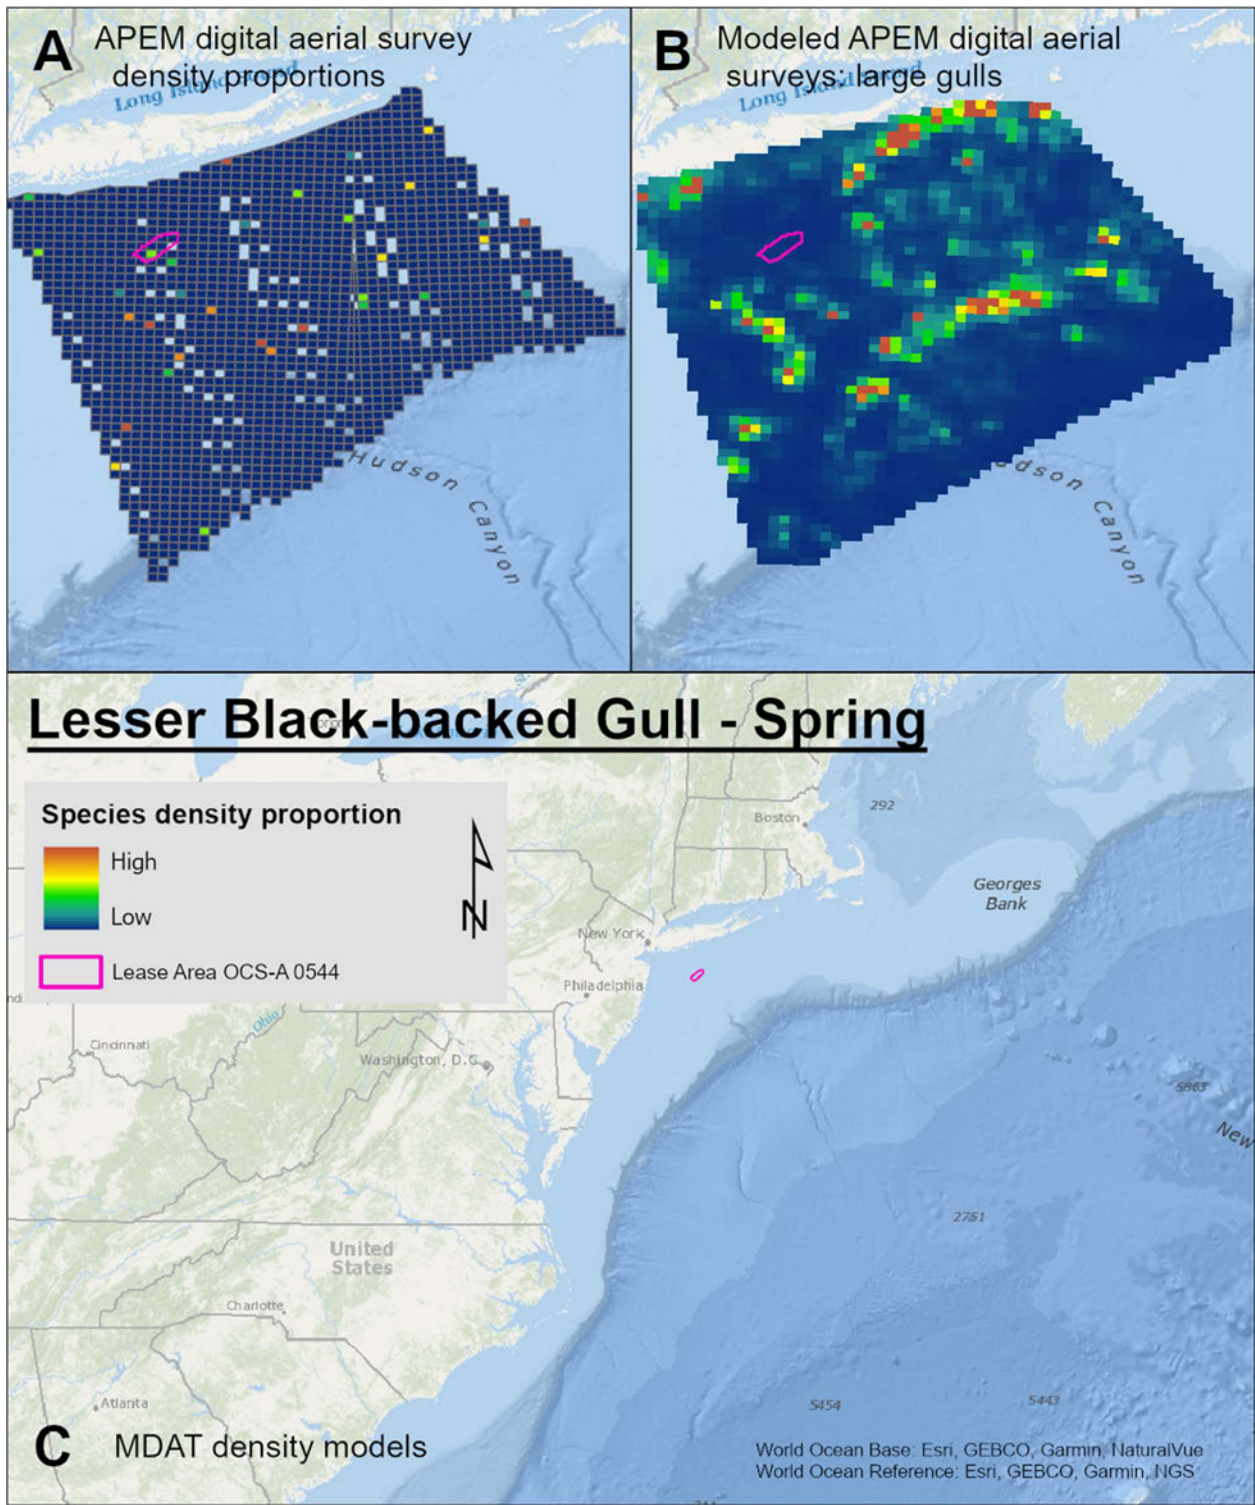 A
APEM digital aerial survey
density proportions
Long Island Sound
Hudson Canyon
B
Modeled APEM digital aerial
surveys: large gulls
Long Island Sound
Canyon
Lesser Black-backed Gull - Spring
Species density proportion
High
Low
N
Lease Area OCS-A 0544
292
Boston
Georges
Bank
New York
Philadelphia
Ohio
Cincinnati
Washington, D.C.
5863
New
2751
United
States
Charlotte
Atlanta
5454
5443
C
MDAT density models
World Ocean Base: Esri, GEBCO, Garmin, NaturalVue
World Ocean Reference: Esri, GEBCO, Garmin, NGS